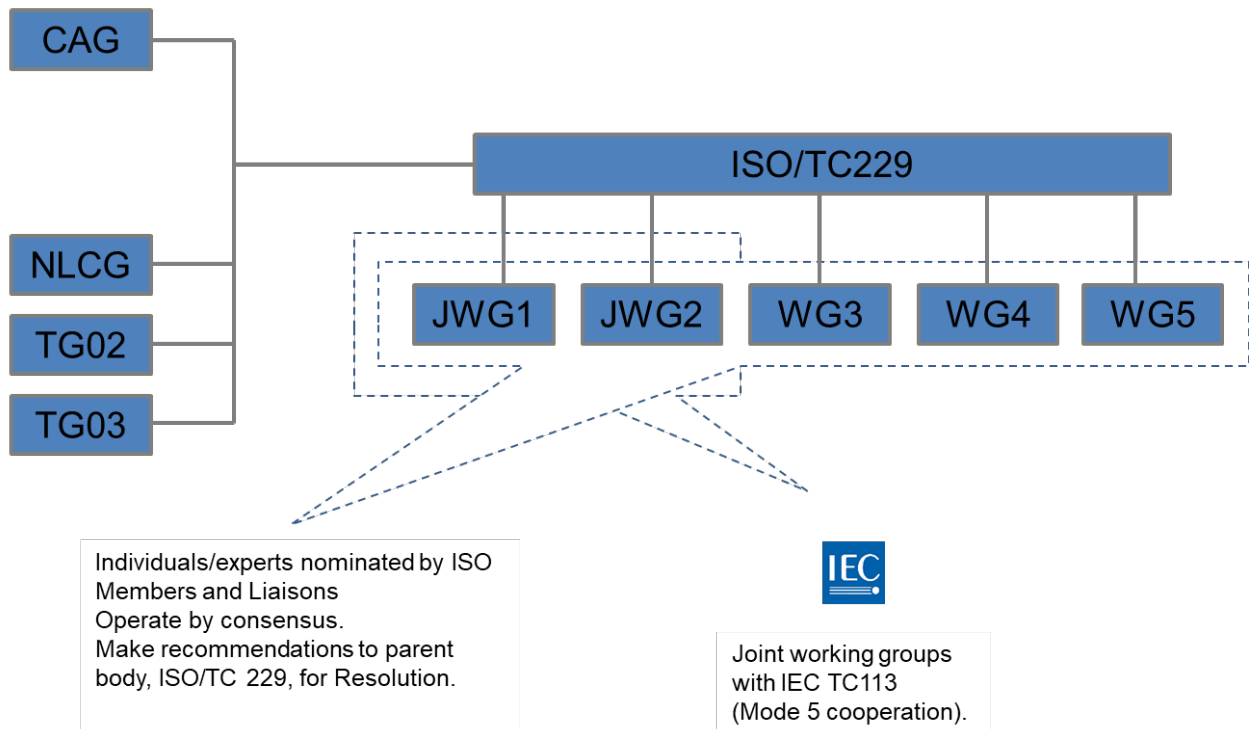 CAG
ISO/TC229
NLCG
JWG1
JWG2
WG3
WG4
WG5
TG02
TG03
Individuals/experts nominated by ISO
Members and Liaisons
Operate by consensus.
Make recommendations to parent
body, ISO/TC 229, for Resolution.
IEC
Joint working groups
with IEC TC113
(Mode 5 cooperation).